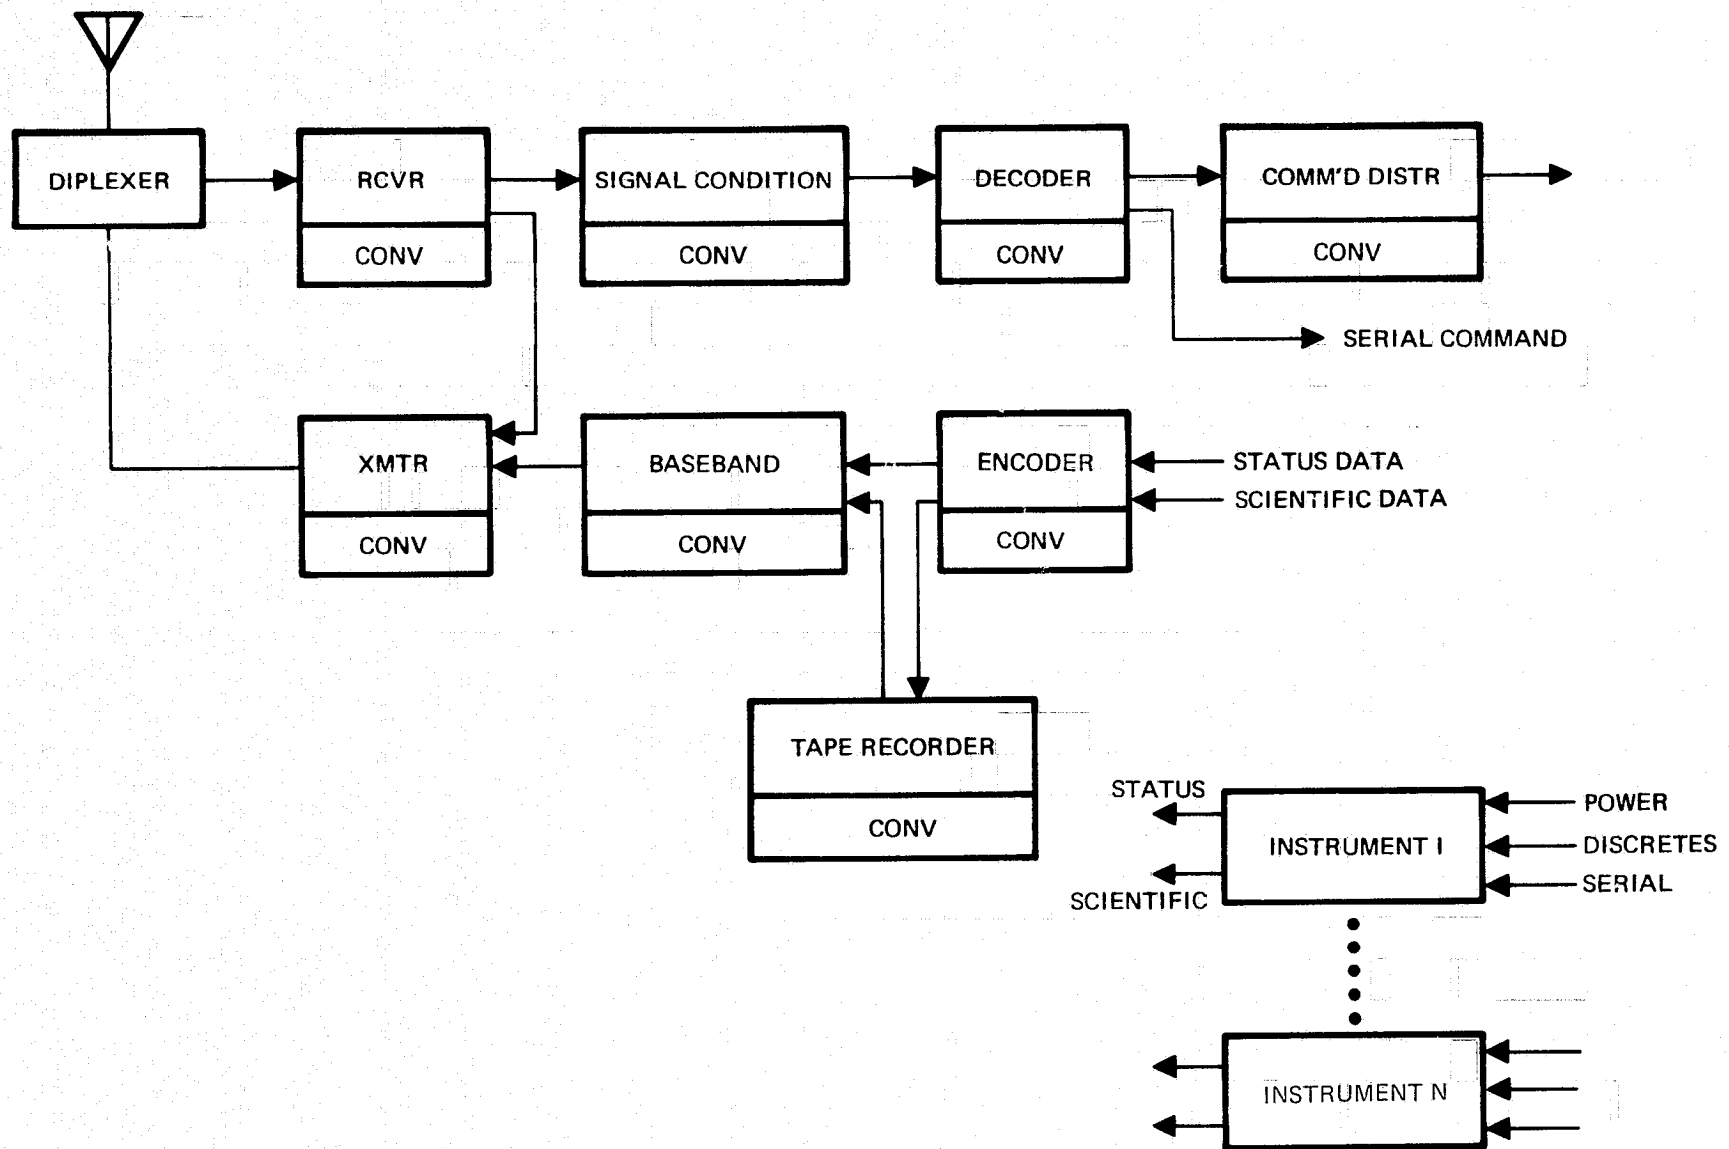 DIPLEXER
RCVR
CONV
SIGNAL CONDITION
CONV
DECODER
CONV
COMM'D DISTR
CONV
SERIAL COMMAND
XMTR
CONV
BASEBAND
CONV
ENCODER
CONV
STATUS DATA
SCIENTIFIC DATA
TAPE RECORDER
CONV
STATUS
SCIENTIFIC
INSTRUMENT I
POWER
DISCRETES
SERIAL
INSTRUMENT N